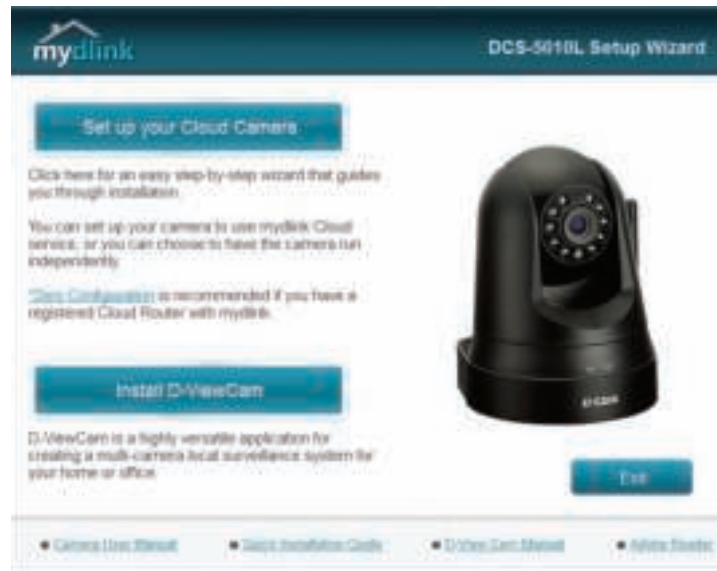 mydlink
DCS-5010L Setup Wizard
Set up your Cloud Camera
Click here for an easy step-by-step wizard that guides
you through installation.
You can set up your camera to use mydlink Cloud
service, or you can choose to have the camera run
independently.
Configuration is recommended if you have a
registered Cloud Router with mydlink.
Install D-ViewCam
D-ViewCam is a highly versatile application for
creating a multi-camera local surveillance system for
your home or office.
D-Link
Exit
Camera User Manual
Quick Installation Guide
D-View Cam Manual
Adobe Reader